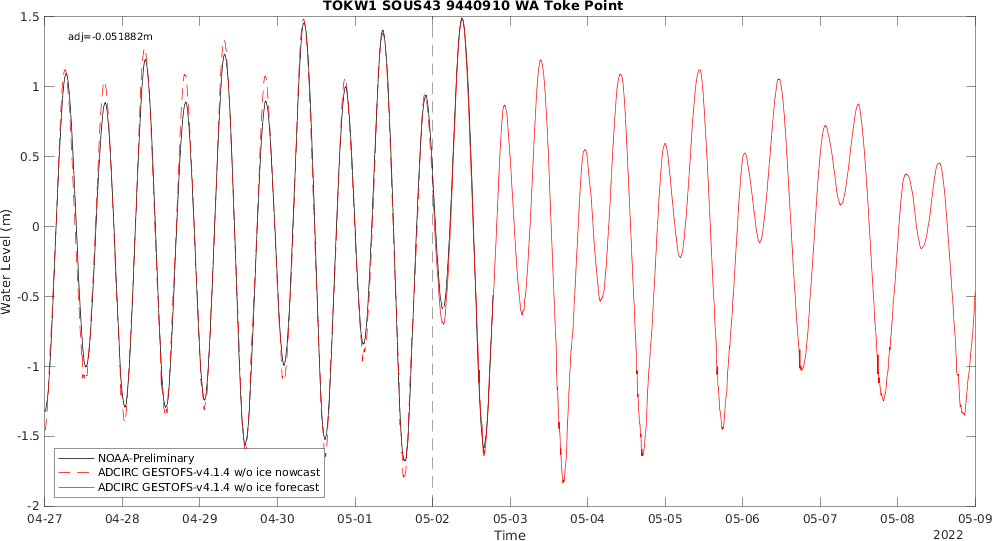 TOKW1 SOUS43 9440910 WA Toke Point
adj=-0.051882m
1.5
1
0.5
0
-0.5
-1
-1.5
-2
Water Level (m)
NOAA-Preliminary
ADCIRC GESTOFS-v4.1.4 w/o ice nowcast
ADCIRC GESTOFS-v4.1.4 w/o ice forecast
04-27 04-28 04-29 04-30 05-01 05-02 05-03 05-04 05-05 05-06 05-07 05-08 05-09
Time
2022